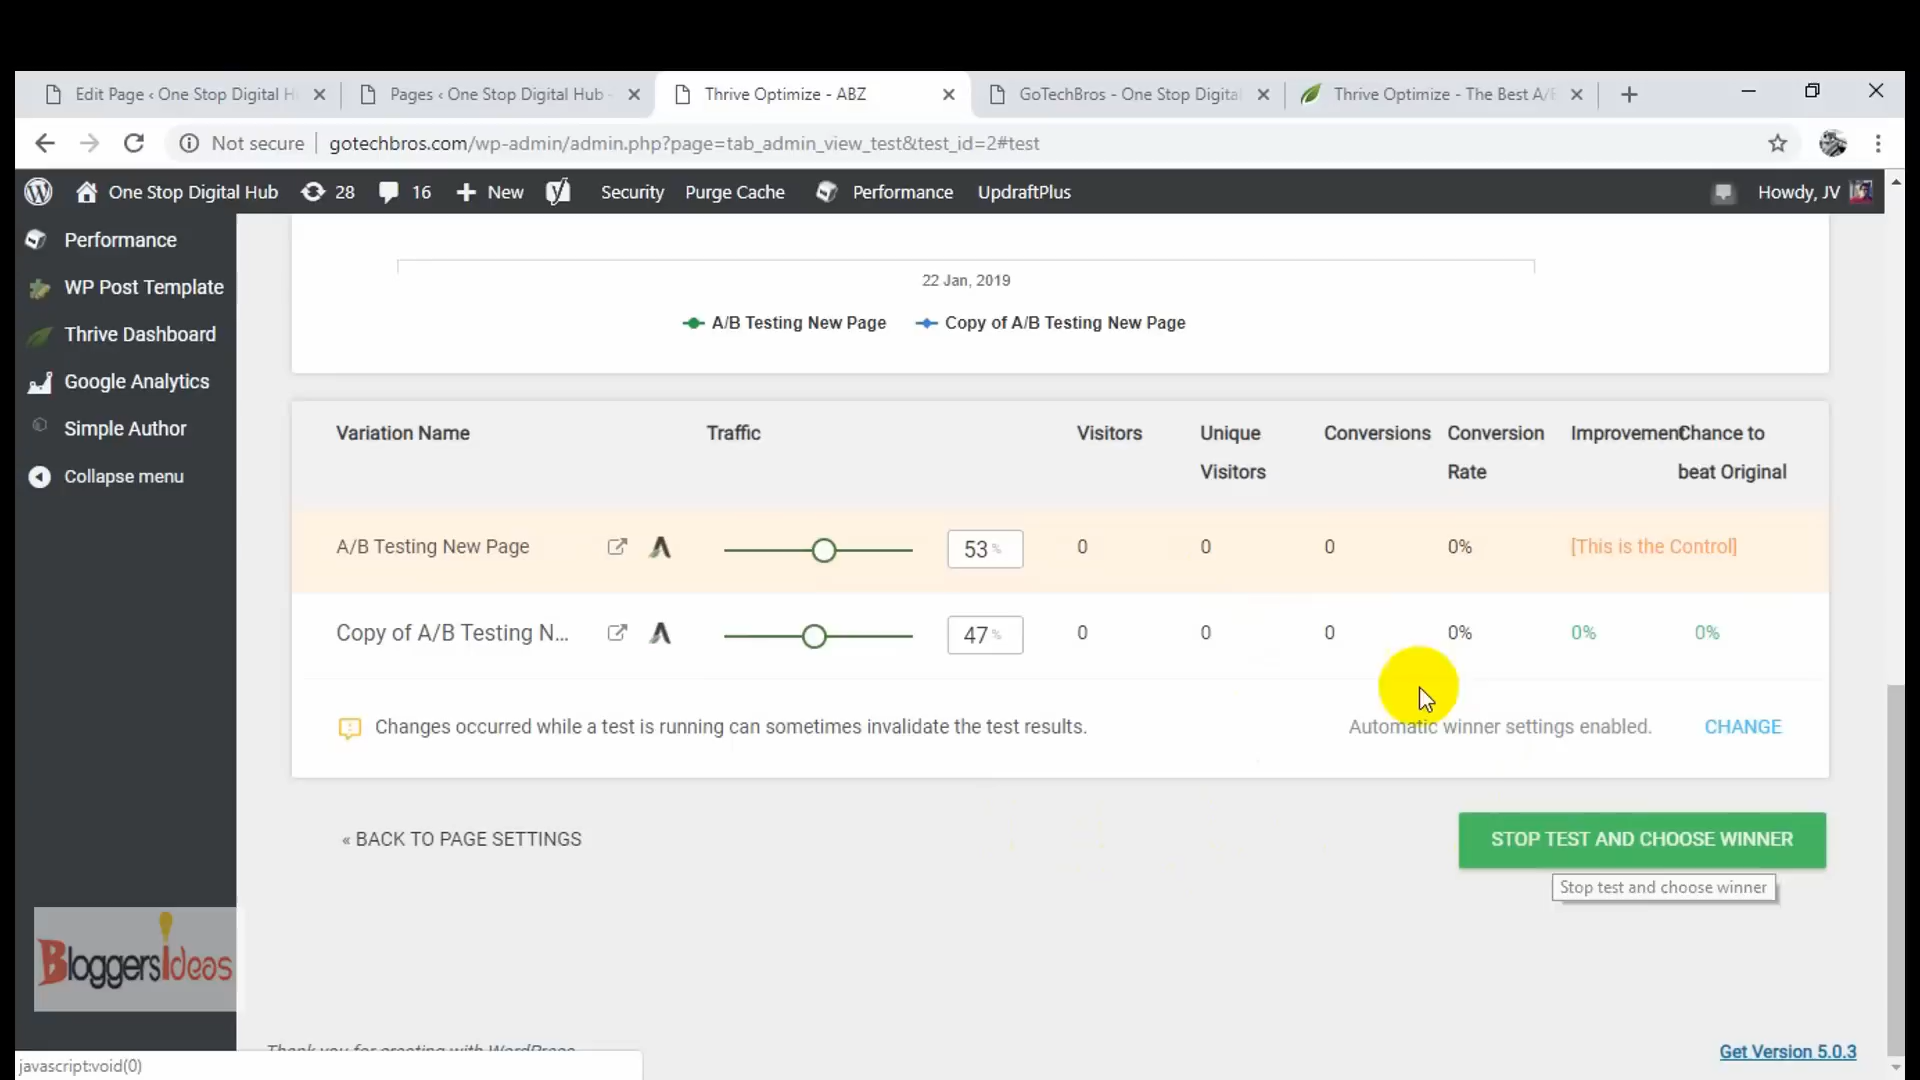 Edit Page ‹ One Stop Digital H
Pages ‹ One Stop Digital Hub -
Thrive Optimize - ABZ
GoTechBros - One Stop Digital
Thrive Optimize - The Best A/B
Not secure
gotechbros.com/wp-admin/admin.php?page=tab_admin_view_test&test_id=2#test
One Stop Digital Hub
28
16
New
Security
Purge Cache
Performance
UpdraftPlus
Howdy, JV
Performance
WP Post Template
Thrive Dashboard
Google Analytics
Simple Author
Collapse menu
22 Jan, 2019
A/B Testing New Page
Copy of A/B Testing New Page
Variation Name
Traffic
Visitors
Unique
Visitors
Conversions
Conversion
Rate
Improvement
Chance to
beat Original
A/B Testing New Page
53 %
0
0
0
0%
[This is the Control]
Copy of A/B Testing N...
47 %
0
0
0
0%
0%
0%
Changes occurred while a test is running can sometimes invalidate the test results.
Automatic winner settings enabled.
CHANGE
« BACK TO PAGE SETTINGS
STOP TEST AND CHOOSE WINNER
Stop test and choose winner
BloggersIdeas
Thank you for creating with WordPress.
Get Version 5.0.3
javascript:void(0)